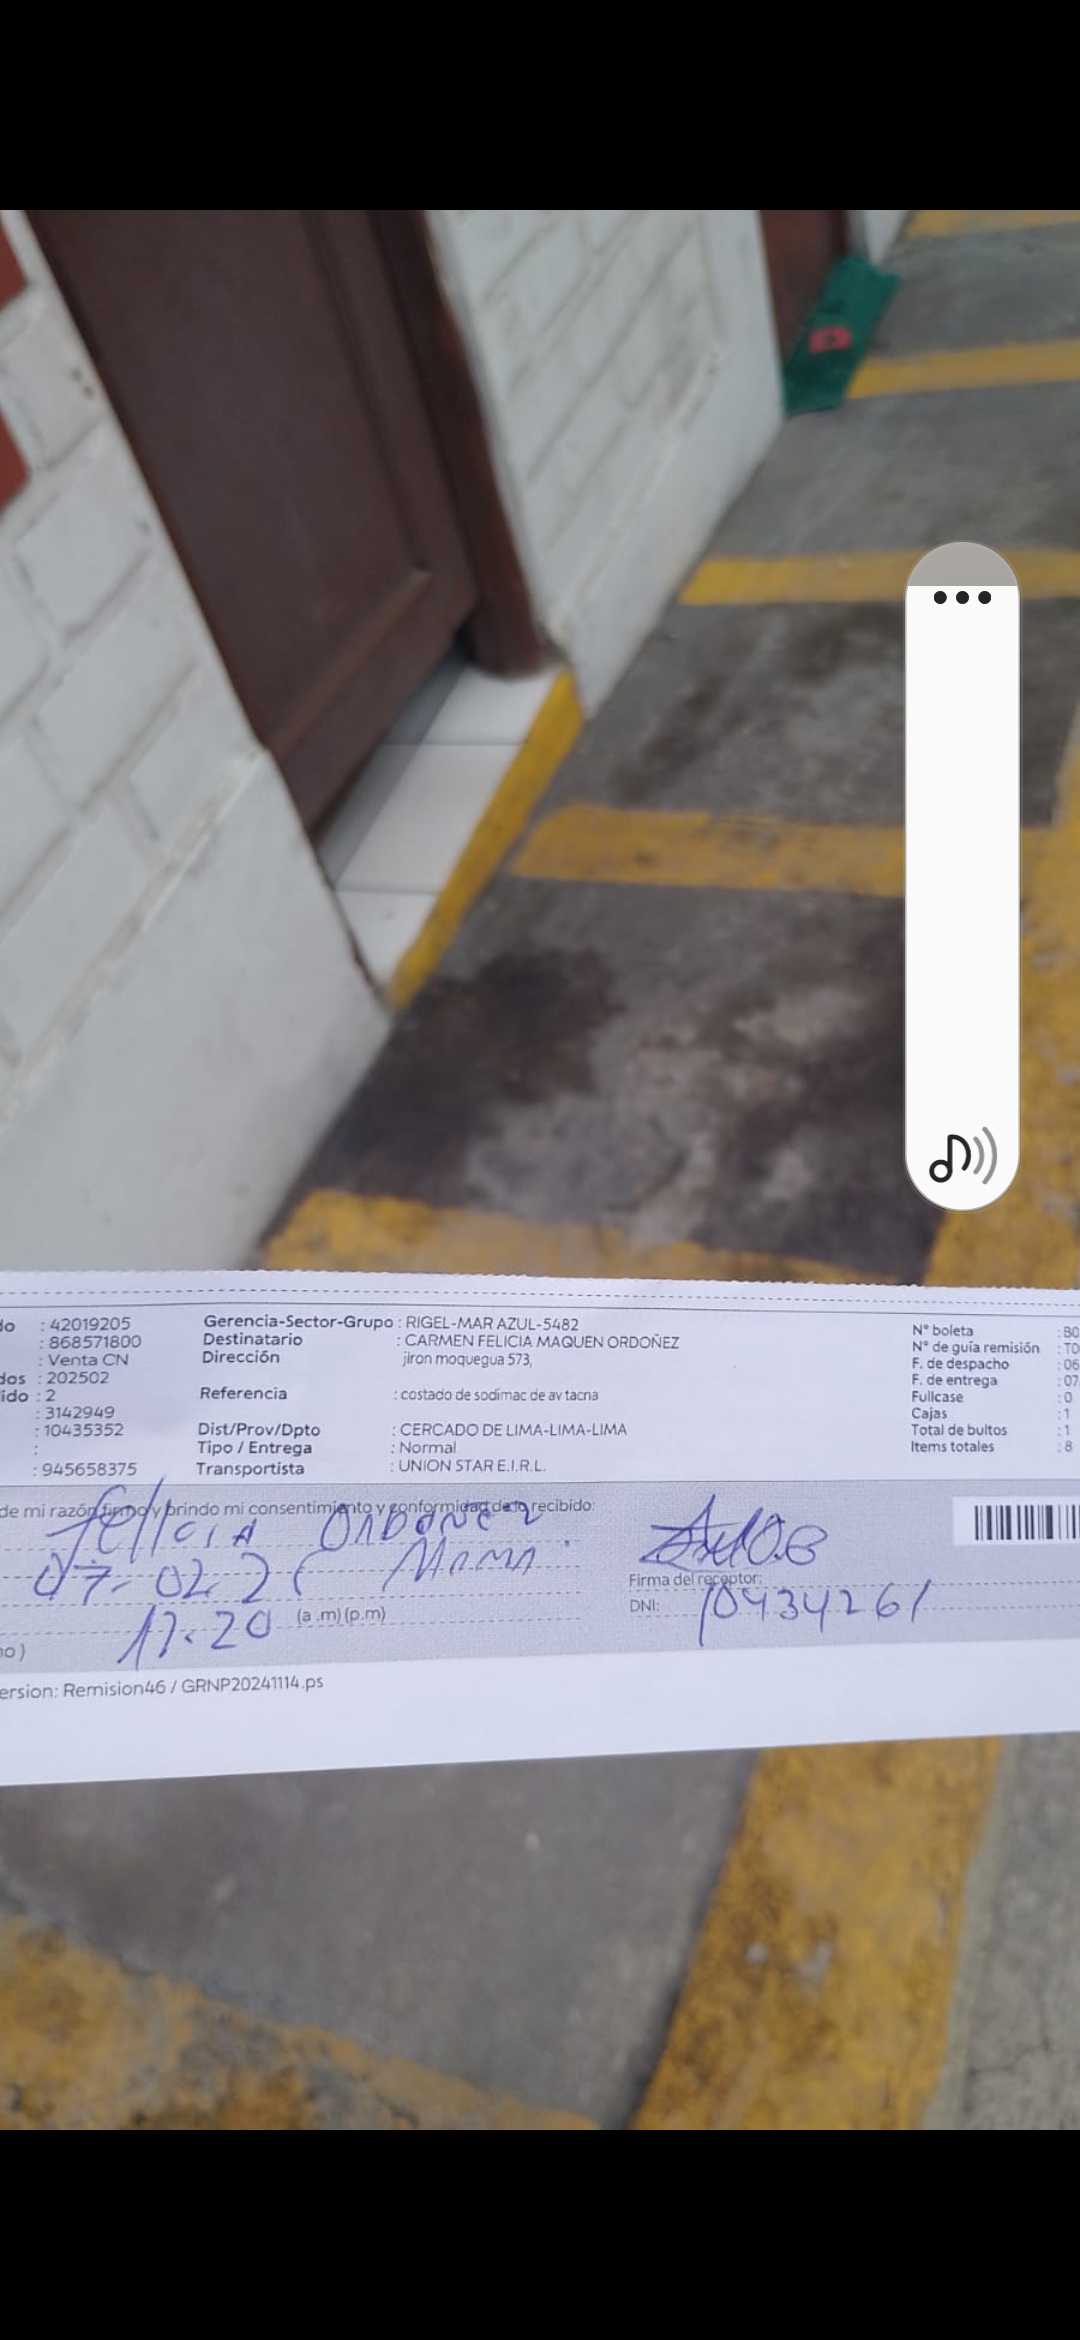 do : 42019205 Gerencia-Sector-Grupo : RIGEL-MAR AZUL-5482 N° boleta : B0
: 868571800 Destinatario : CARMEN FELICIA MAQUEN ORDOÑEZ N° de guía remisión : T0
: Venta CN Dirección jiron moquegua 573, F. de despacho : 06
dos : 202502 F. de entrega : 07
ido : 2 Referencia : costado de sodimac de av tacna Fullcase : 0
: 3142949 Cajas : 1
: 10435352 Dist/Prov/Dpto : CERCADO DE LIMA-LIMA-LIMA Total de bultos : 1
: Tipo / Entrega : Normal Items totales : 8
: 945658375 Transportista : UNION STAR E.I.R.L.
de mi razón, firmo y brindo mi consentimiento y conformidad de lo recibido:
Felicia Ordoñez
07-02-2 Mama.
Firma del receptor:
17.20 (a .m) (p.m) DNI: 10434261
no )
ersion: Remision46 / GRNP20241114.ps